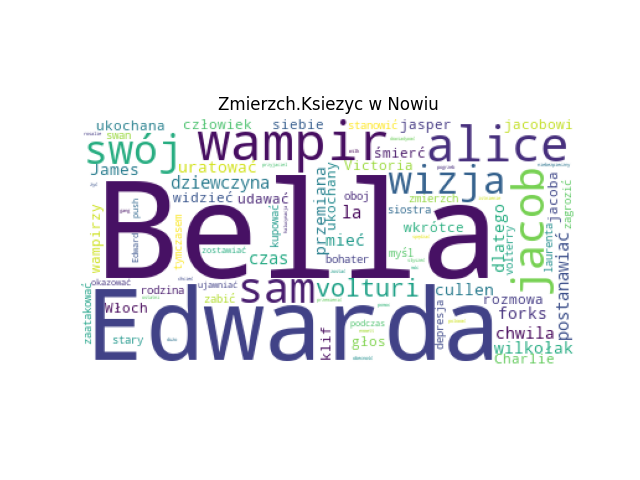 Zmierzch.Ksiezyc w Nowiu
ukochana
człowiek
siebie
stanowić
jasper
jacobowi
swan
swój
wampir
alice
James
uratować
Victoria
śmierć
dziewczyna
wizja
widzieć
udawać
przemiana
ukochany
oboj
la
siostra
zmierzch
dlatego
jacob
jacoba
zagrozić
Bella
wampirzy
Edward
push
tymczasem
kupować
mieć
wkrótce
volterry
laurenta
postanawiać
zostawiać
czas
bohater
myśl
okazować
rodzina
ujawniać
sam
volturi
cullen
rozmowa
zaatakować
Włoch
zabić
forks
Edwarda
stary
klif
podczas
głos
depresja
chwila
wilkołak
Charlie